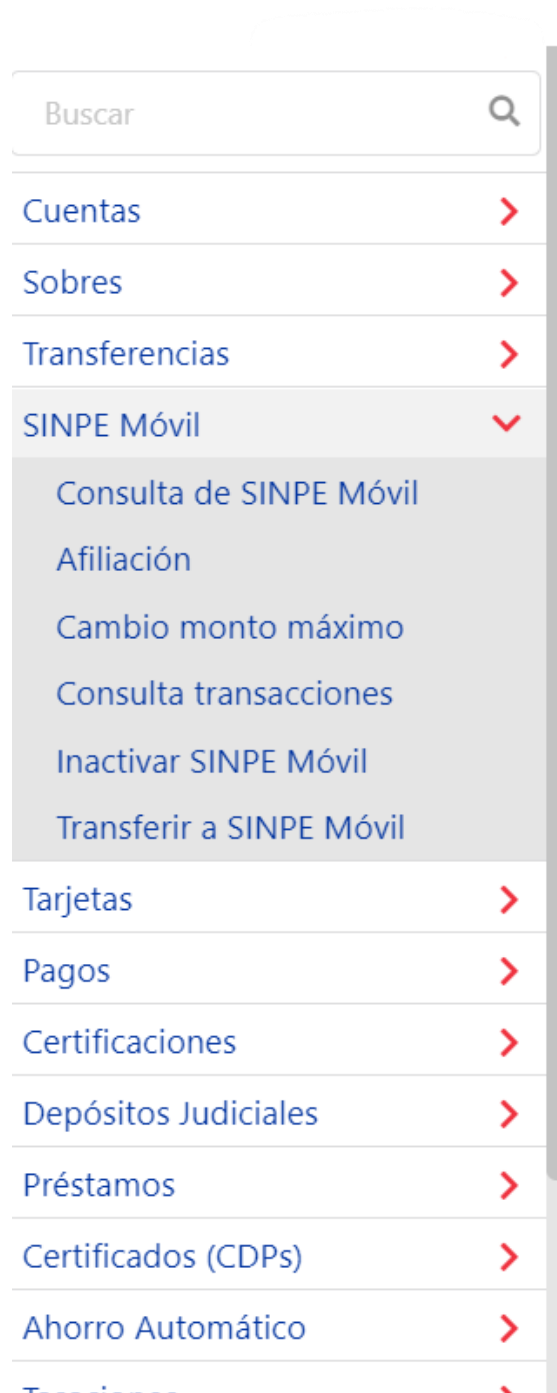 Buscar
Cuentas
Sobres
Transferencias
SINPE Móvil
Consulta de SINPE Móvil
Afiliación
Cambio monto máximo
Consulta transacciones
Inactivar SINPE Móvil
Transferir a SINPE Móvil
Tarjetas
Pagos
Certificaciones
Depósitos Judiciales
Préstamos
Certificados (CDPs)
Ahorro Automático